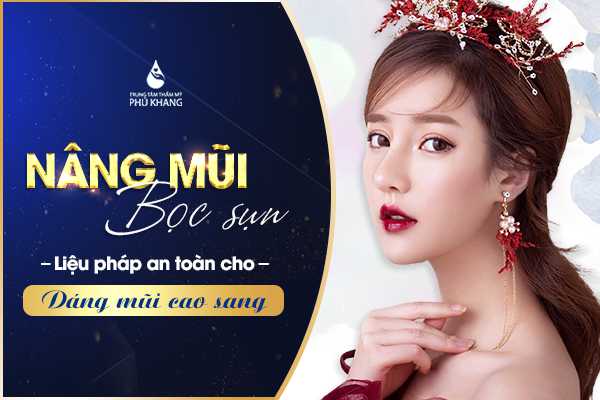 TRUNG TÂM THẨM MỸ
PHÚ KHANG
NÂNG MŨI
Bọc sụn
– Liệu pháp an toàn cho –
Dáng mũi cao sang